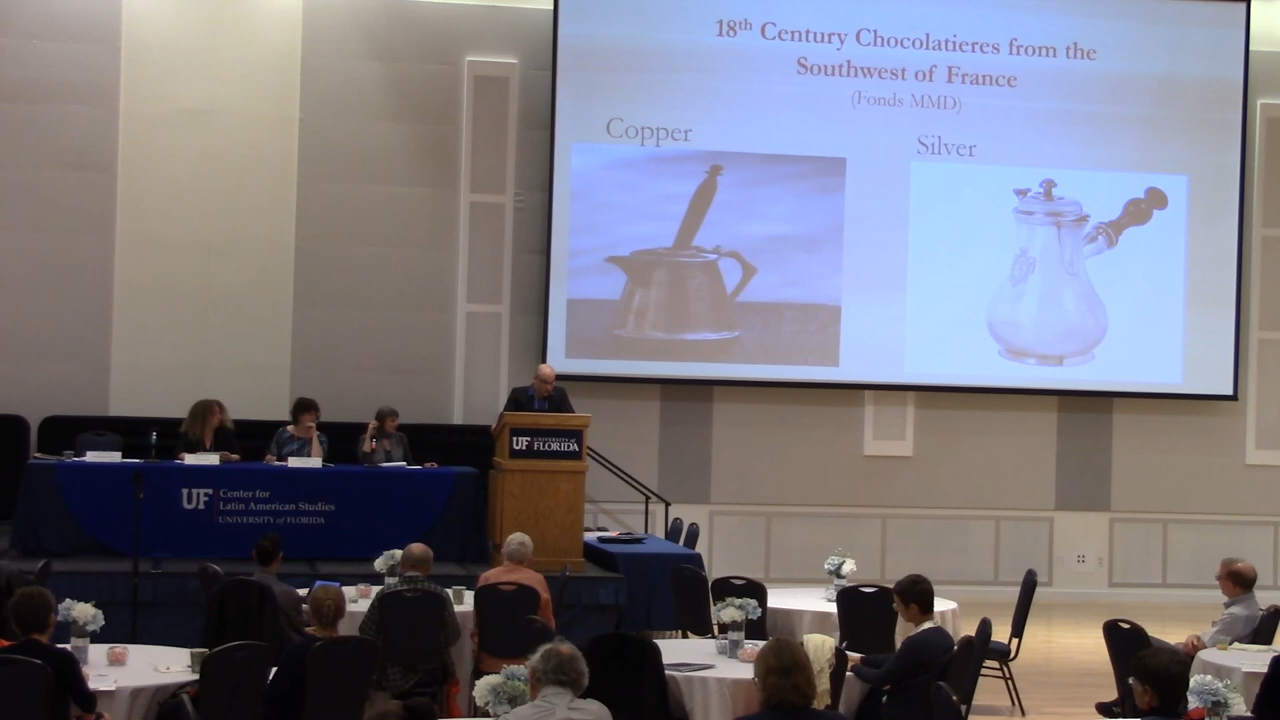 18th Century Chocolatieres from the
Southwest of France
(Fonds MMD)
Copper
Silver
UF UNIVERSITY of
FLORIDA
UF Center for
Latin American Studies
UNIVERSITY of FLORIDA